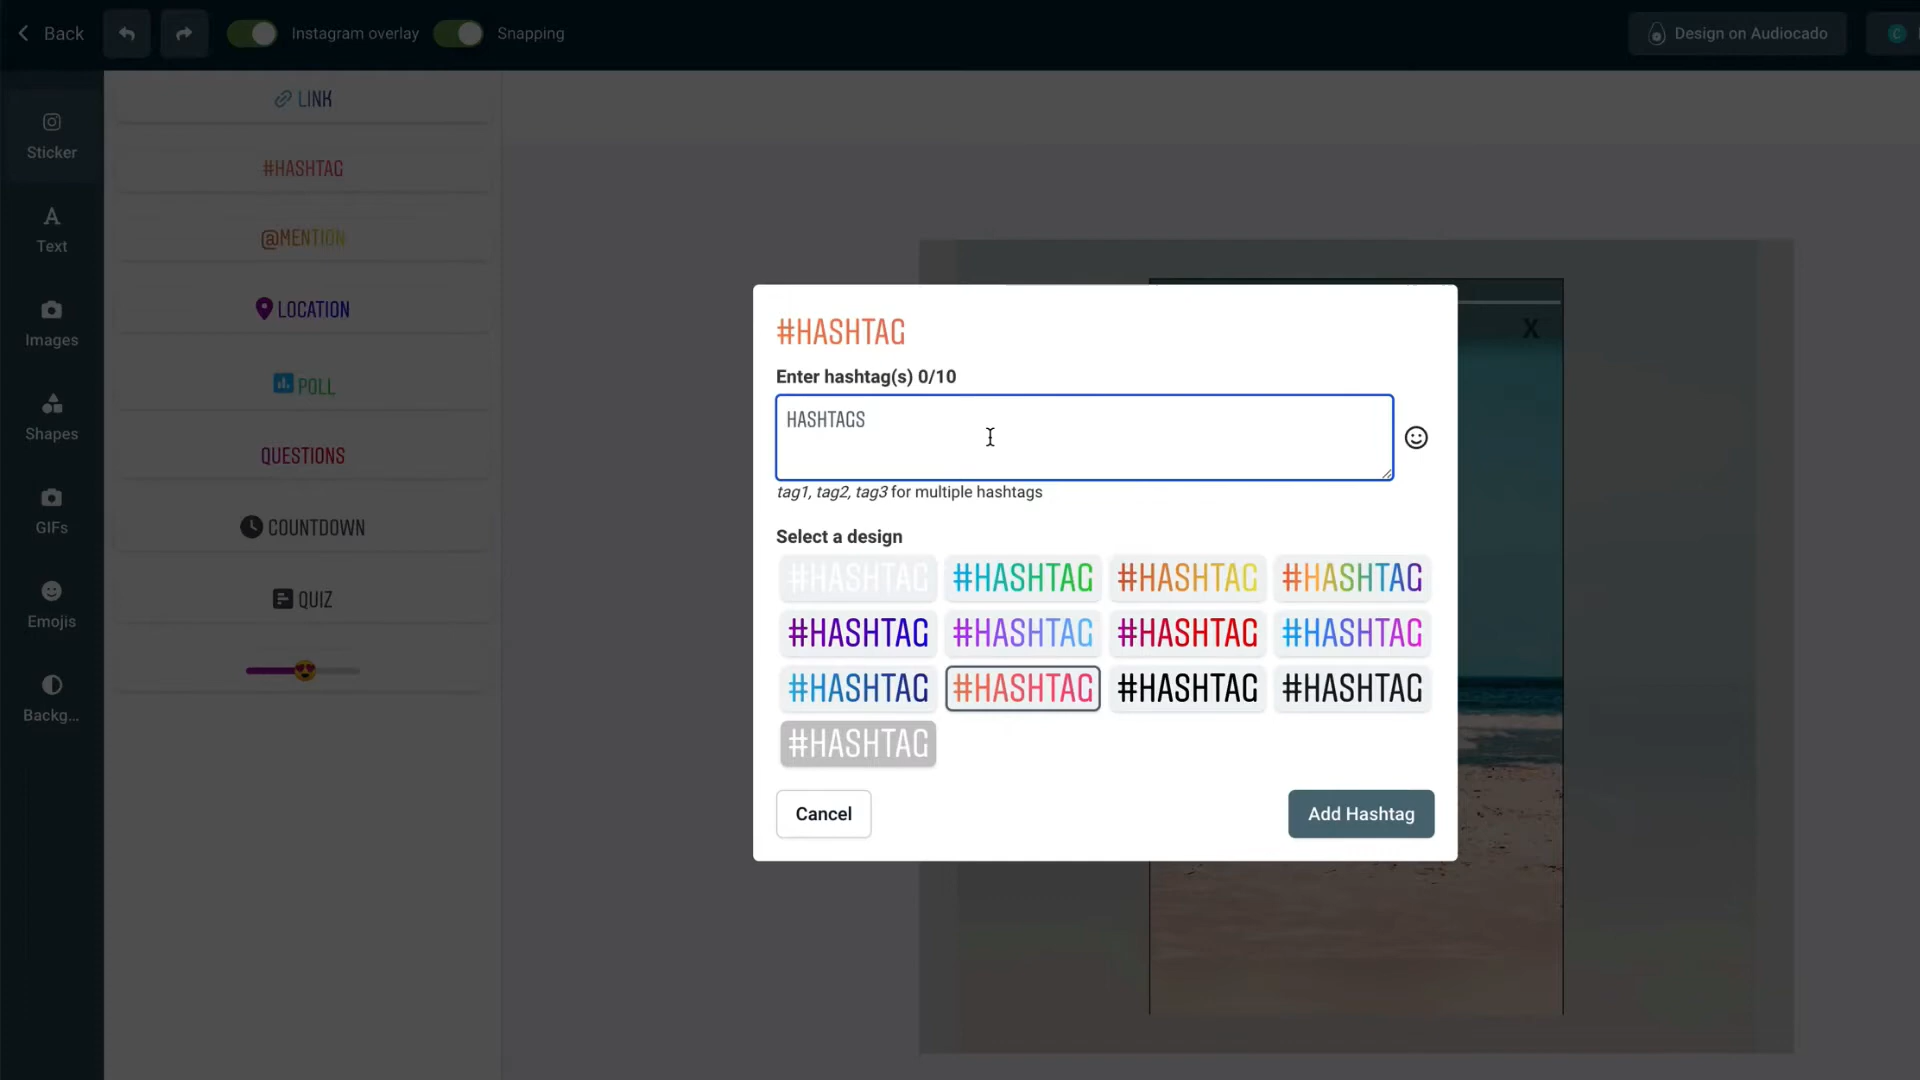 Back
Instagram overlay
Snapping
Design on Audiocado
C
Sticker
Text
Images
Shapes
GIFs
Emojis
Backg...
LINK
#HASHTAG
@MENTION
LOCATION
POLL
QUESTIONS
COUNTDOWN
QUIZ
X
#HASHTAG
Enter hashtag(s) 0/10
HASHTAGS
tag1, tag2, tag3 for multiple hashtags
Select a design
#HASHTAG #HASHTAG #HASHTAG #HASHTAG
#HASHTAG #HASHTAG #HASHTAG #HASHTAG
#HASHTAG #HASHTAG #HASHTAG #HASHTAG
#HASHTAG
Cancel
Add Hashtag